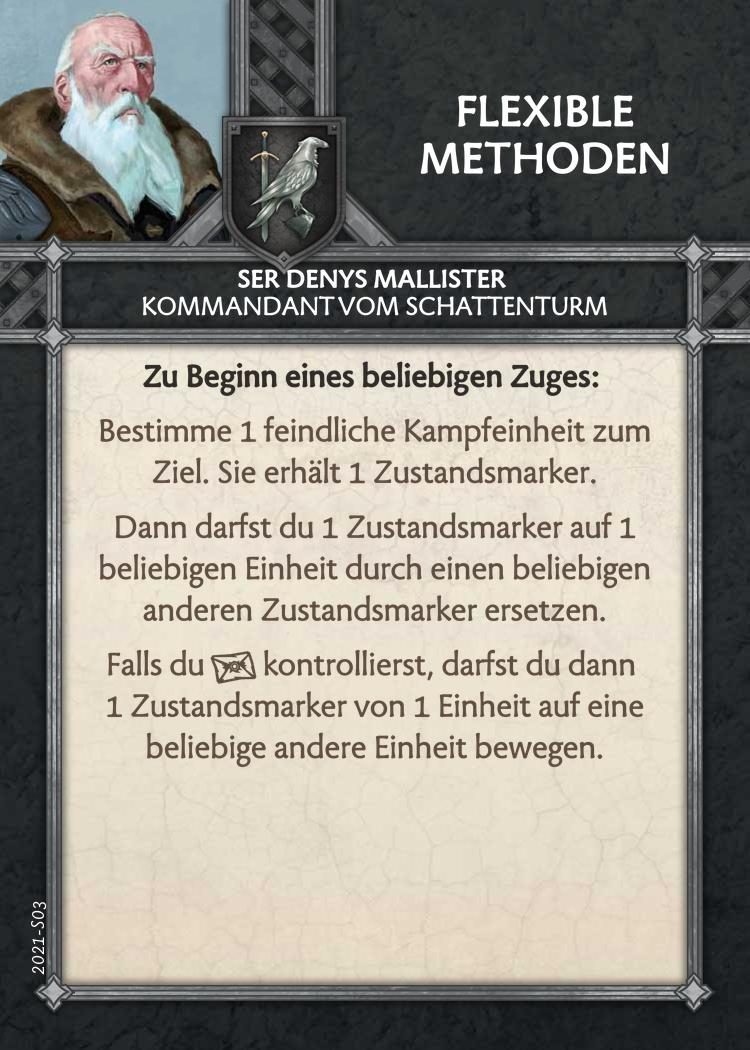 FLEXIBLE
METHODEN
SER DENYS MALLISTER
KOMMANDANT VOM SCHATTENTURM
Zu Beginn eines beliebigen Zuges:
Bestimme 1 feindliche Kampfeinheit zum
Ziel. Sie erhält 1 Zustandsmarker.
Dann darfst du 1 Zustandsmarker auf 1
beliebigen Einheit durch einen beliebigen
anderen Zustandsmarker ersetzen.
Falls du kontrollierst, darfst du dann
1 Zustandsmarker von 1 Einheit auf eine
beliebige andere Einheit bewegen.
2021-S03